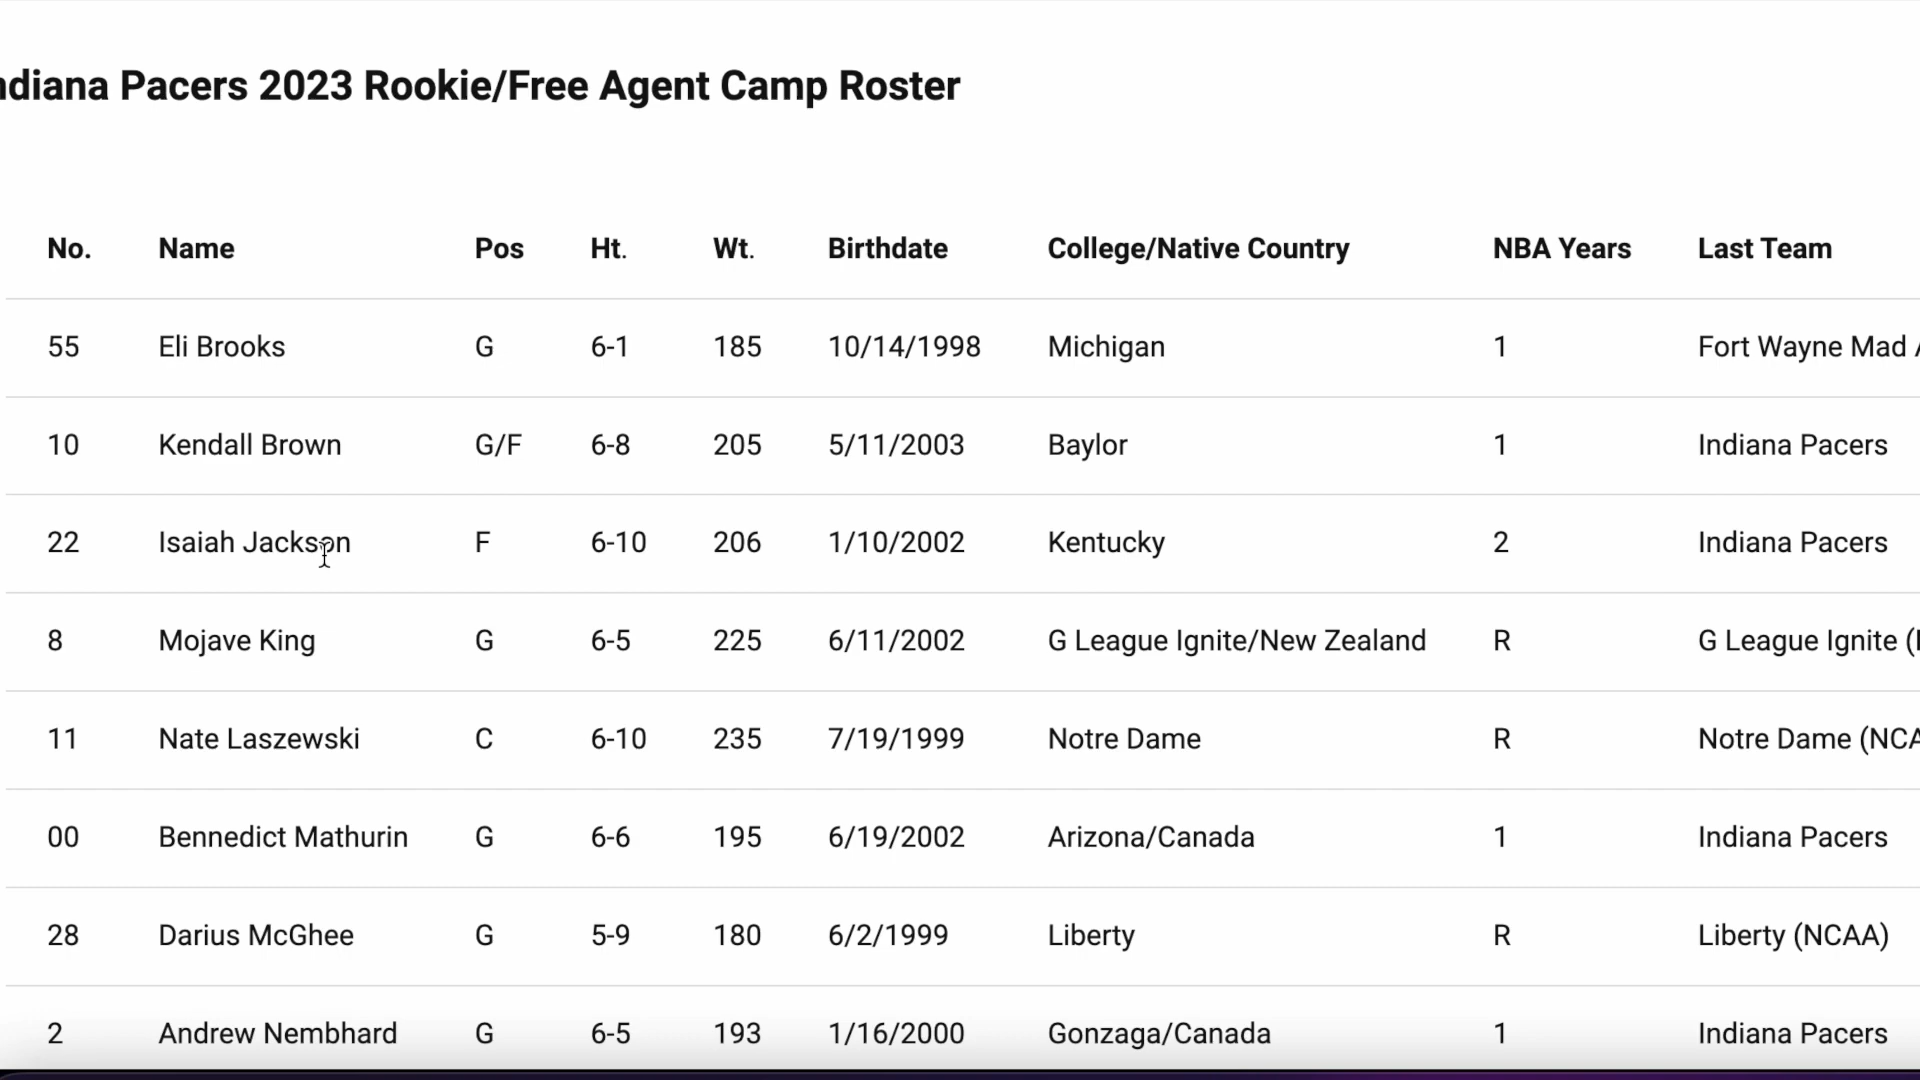 ndiana Pacers 2023 Rookie/Free Agent Camp Roster
No. Name Pos Ht. Wt. Birthdate College/Native Country NBA Years Last Team
55 Eli Brooks G 6-1 185 10/14/1998 Michigan 1 Fort Wayne Mad
10 Kendall Brown G/F 6-8 205 5/11/2003 Baylor 1 Indiana Pacers
22 Isaiah Jackson F 6-10 206 1/10/2002 Kentucky 2 Indiana Pacers
8 Mojave King G 6-5 225 6/11/2002 G League Ignite/New Zealand R G League Ignite (
11 Nate Laszewski C 6-10 235 7/19/1999 Notre Dame R Notre Dame (NCA
00 Bennedict Mathurin G 6-6 195 6/19/2002 Arizona/Canada 1 Indiana Pacers
28 Darius McGhee G 5-9 180 6/2/1999 Liberty R Liberty (NCAA)
2 Andrew Nembhard G 6-5 193 1/16/2000 Gonzaga/Canada 1 Indiana Pacers